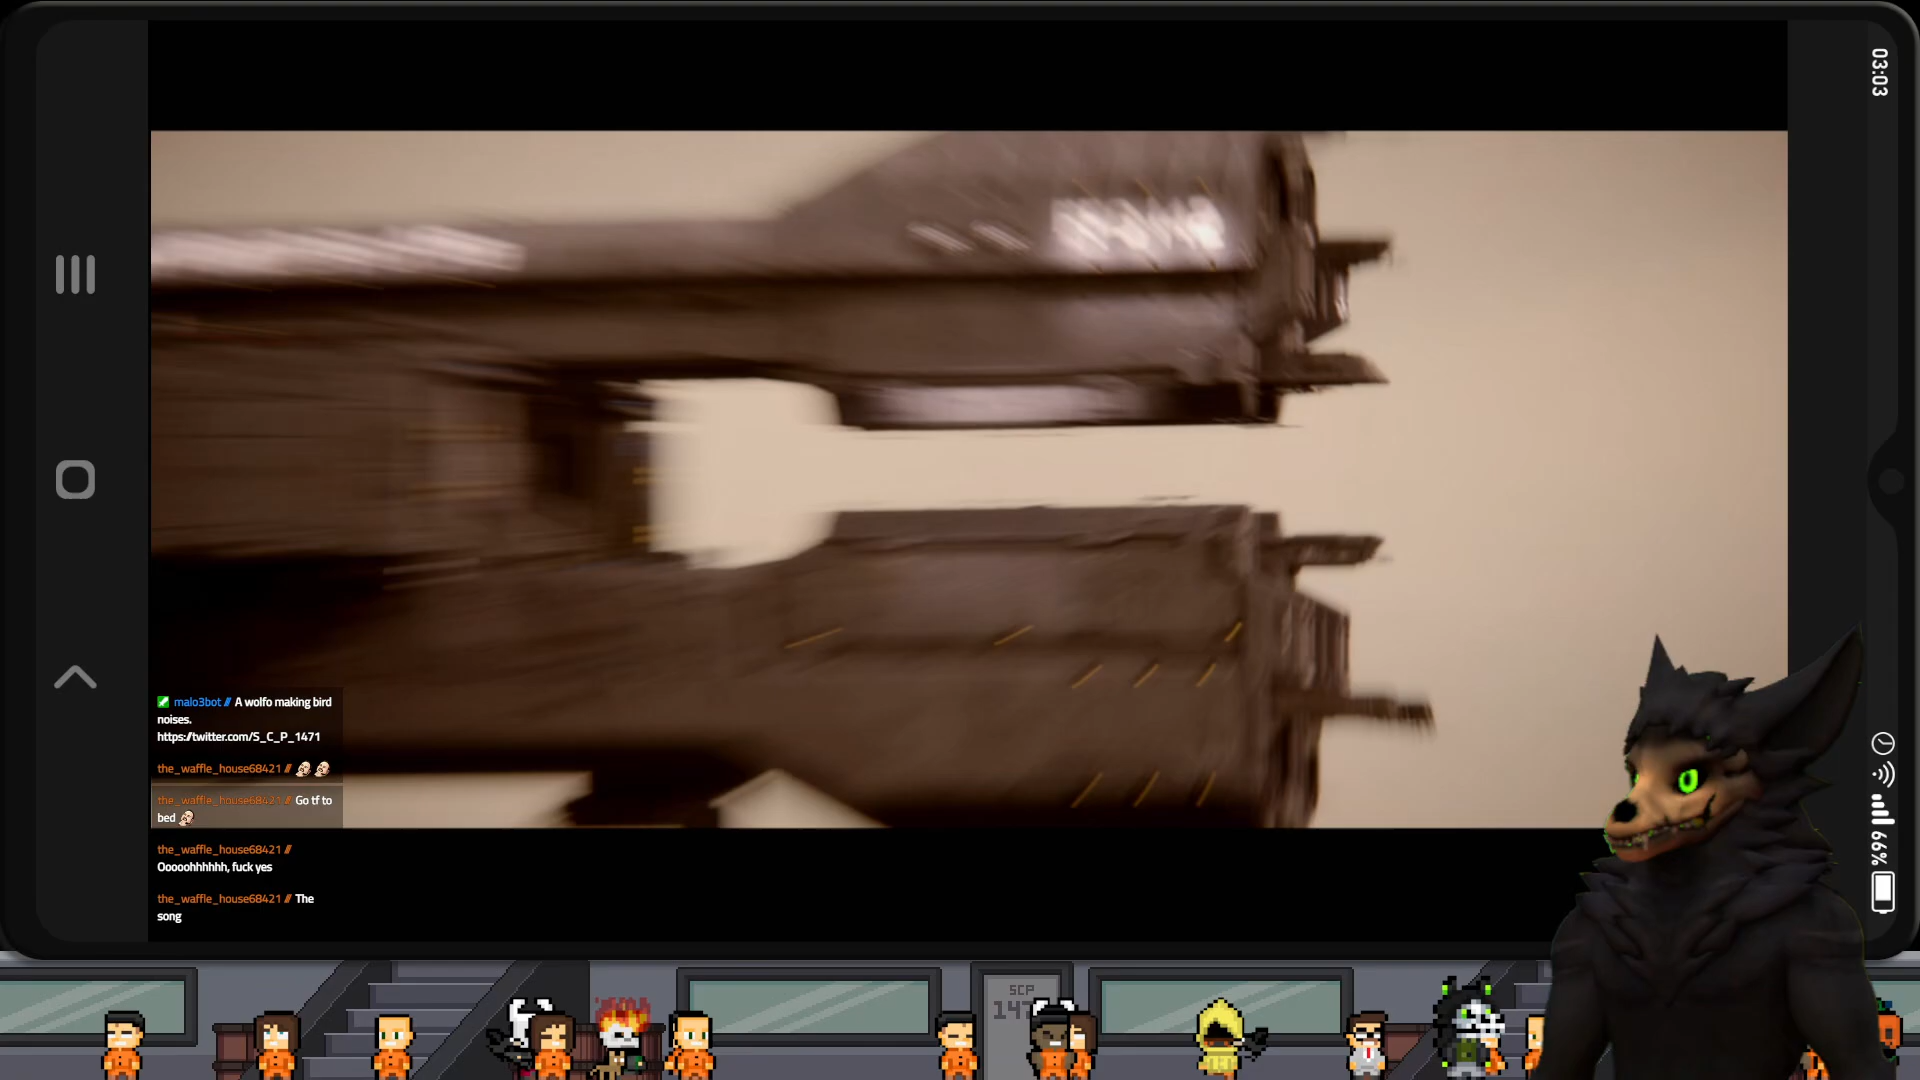 03:03
malo3bot // A wolfo making bird
noises.
https://twitter.com/S_C_P_1471
the_waffle_house68421 //
the_waffle_house68421 // Go tf to
bed
the_waffle_house68421 //
Ooooohhhhhh, fuck yes
the_waffle_house68421 // The
song
66%
SCP
147